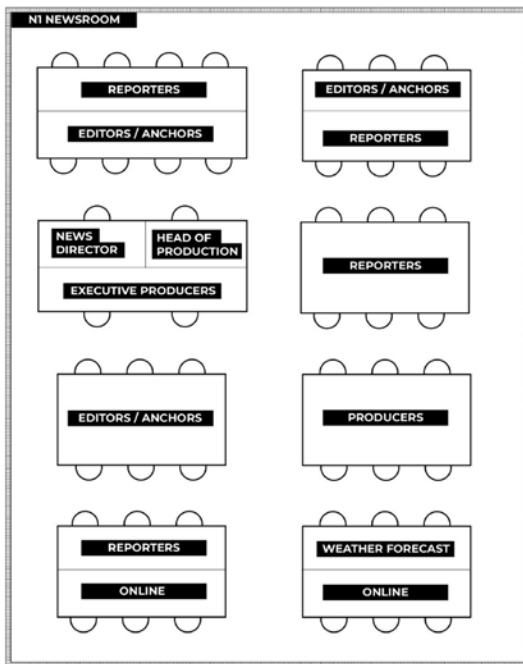 N1 NEWSROOM
REPORTERS
EDITORS / ANCHORS
EDITORS / ANCHORS
REPORTERS
NEWS
DIRECTOR
HEAD OF
PRODUCTION
EXECUTIVE PRODUCERS
REPORTERS
EDITORS / ANCHORS
PRODUCERS
REPORTERS
ONLINE
WEATHER FORECAST
ONLINE